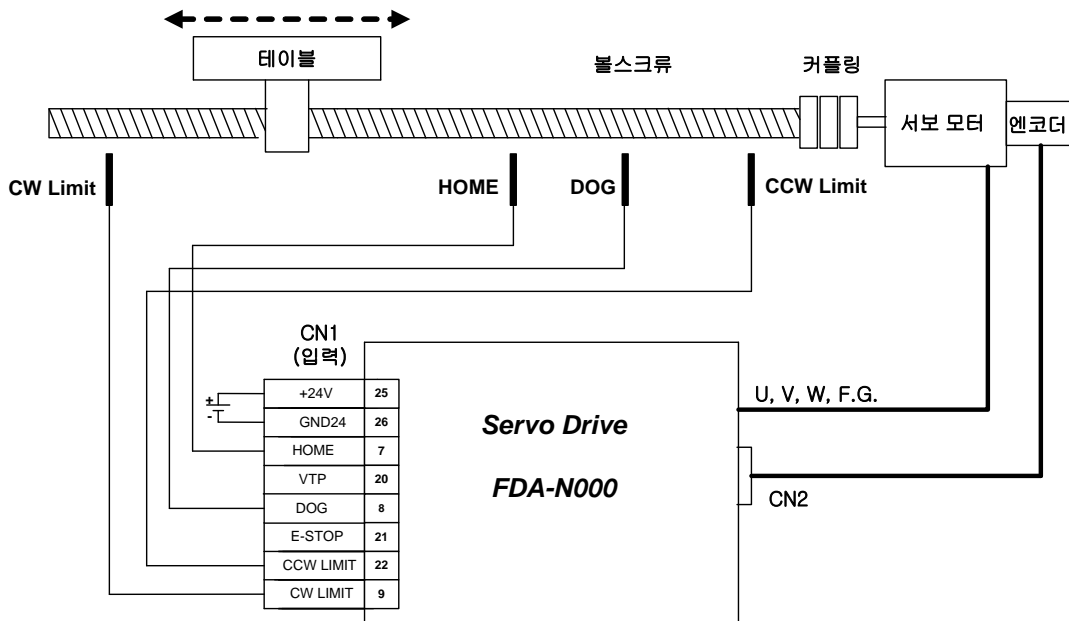 테이블
볼스크류
커플링
서보 모터
엔코더
CW Limit
HOME
DOG
CCW Limit
CN1
(입력)
+24V 25
+
-
GND24 26
HOME 7
VTP 20
DOG 8
E-STOP 21
CCW LIMIT 22
CW LIMIT 9
Servo Drive
FDA-N000
U, V, W, F.G.
CN2